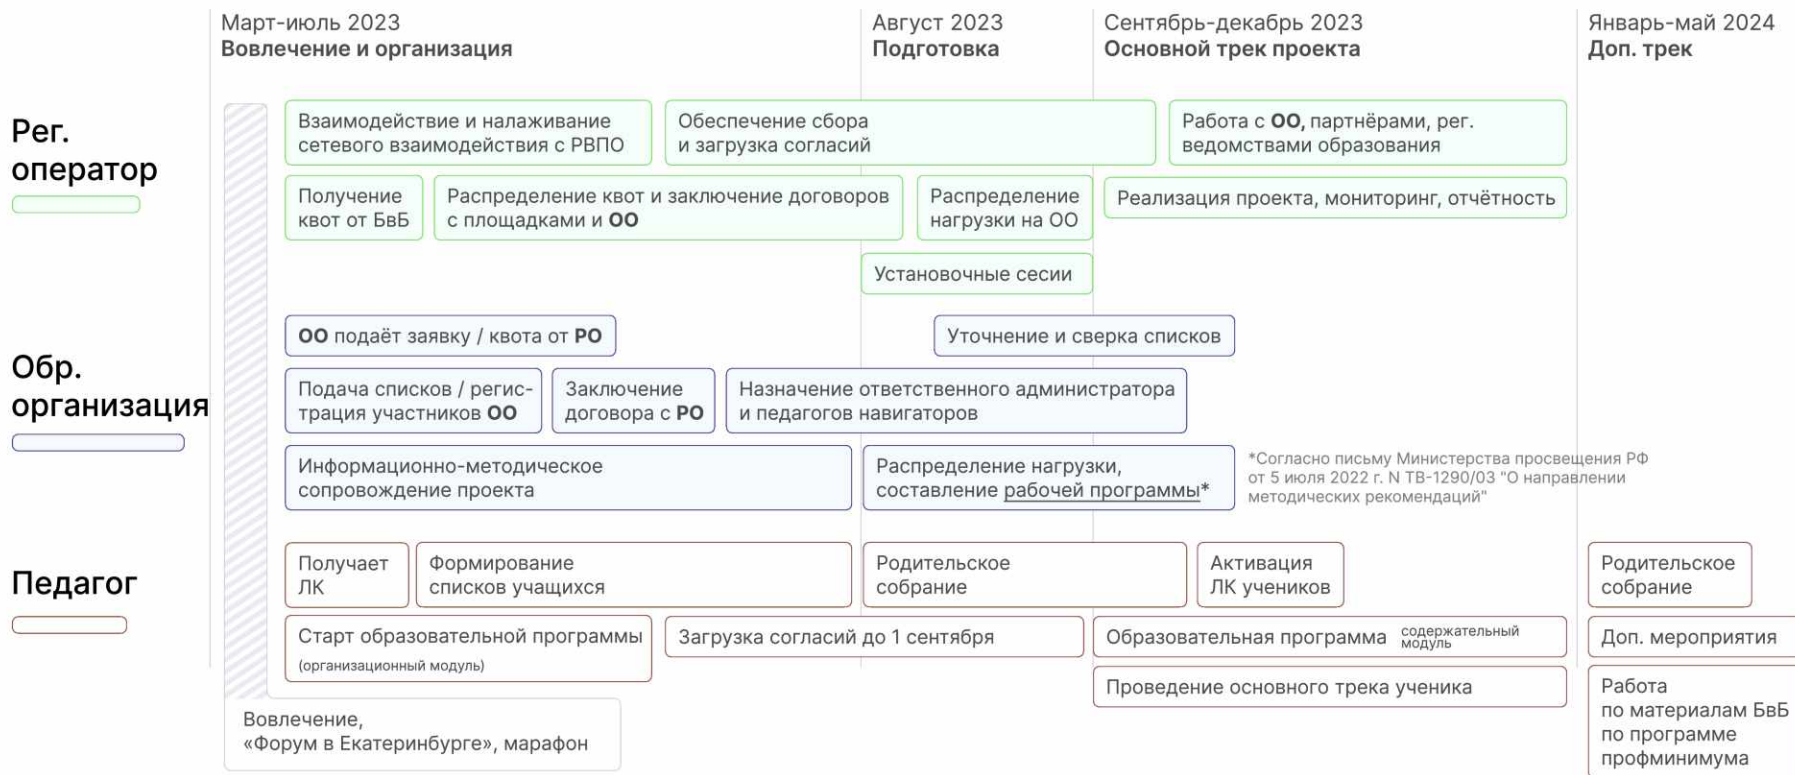 Март-июль 2023
Вовлечение и организация
Август 2023
Подготовка
Сентябрь-декабрь 2023
Основной трек проекта
Январь-май 2024
Доп. трек
Рег.
оператор
Взаимодействие и налаживание
сетевого взаимодействия с РВПО
Обеспечение сбора
и загрузка согласий
Работа с ОО, партнёрами, рег.
ведомствами образования
Получение
квот от БвБ
Распределение квот и заключение договоров
с площадками и ОО
Распределение
нагрузки на ОО
Реализация проекта, мониторинг, отчётность
Установочные сесии
Обр.
организация
ОО подаёт заявку / квота от РО
Уточнение и сверка списков
Подача списков / регис-
трация участников ОО
Заключение
договора с РО
Назначение ответственного администратора
и педагогов навигаторов
Информационно-методическое
сопровождение проекта
Распределение нагрузки,
составление рабочей программы*
*Согласно письму Министерства просвещения РФ
от 5 июля 2022 г. N ТВ-1290/03 "О направлении
методических рекомендаций"
Педагог
Получает
ЛК
Формирование
списков учащихся
Родительское
собрание
Активация
ЛК учеников
Родительское
собрание
Старт образовательной программы
(организационный модуль)
Загрузка согласий до 1 сентября
Образовательная программа содержательный
модуль
Доп. мероприятия
Проведение основного трека ученика
Работа
по материалам БвБ
по программе
профминимума
Вовлечение,
«Форум в Екатеринбурге», марафон